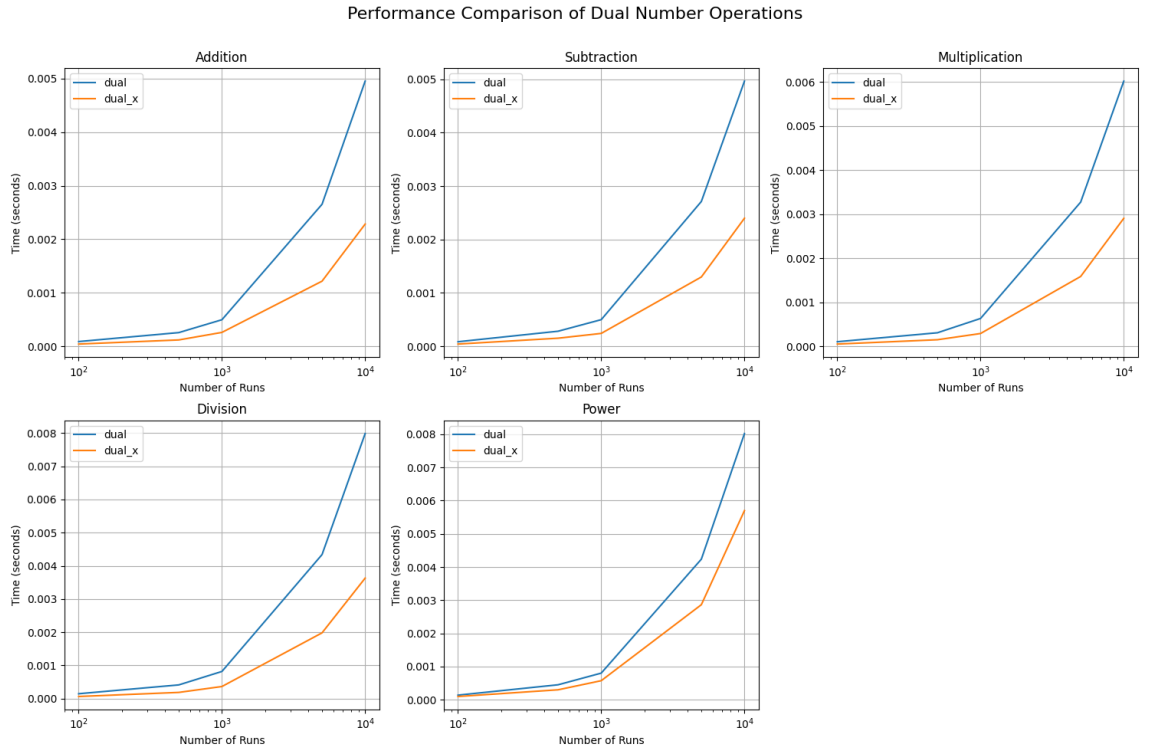 Performance Comparison of Dual Number Operations
Addition
dual
dual_x
Time (seconds)
0.005
0.004
0.003
0.002
0.001
0.000
10²
10³
10⁴
Number of Runs
Subtraction
dual
dual_x
Time (seconds)
0.005
0.004
0.003
0.002
0.001
0.000
10²
10³
10⁴
Number of Runs
Multiplication
dual
dual_x
Time (seconds)
0.006
0.005
0.004
0.003
0.002
0.001
0.000
10²
10³
10⁴
Number of Runs
Division
dual
dual_x
Time (seconds)
0.008
0.007
0.006
0.005
0.004
0.003
0.002
0.001
0.000
10²
10³
10⁴
Number of Runs
Power
dual
dual_x
Time (seconds)
0.008
0.007
0.006
0.005
0.004
0.003
0.002
0.001
0.000
10²
10³
10⁴
Number of Runs